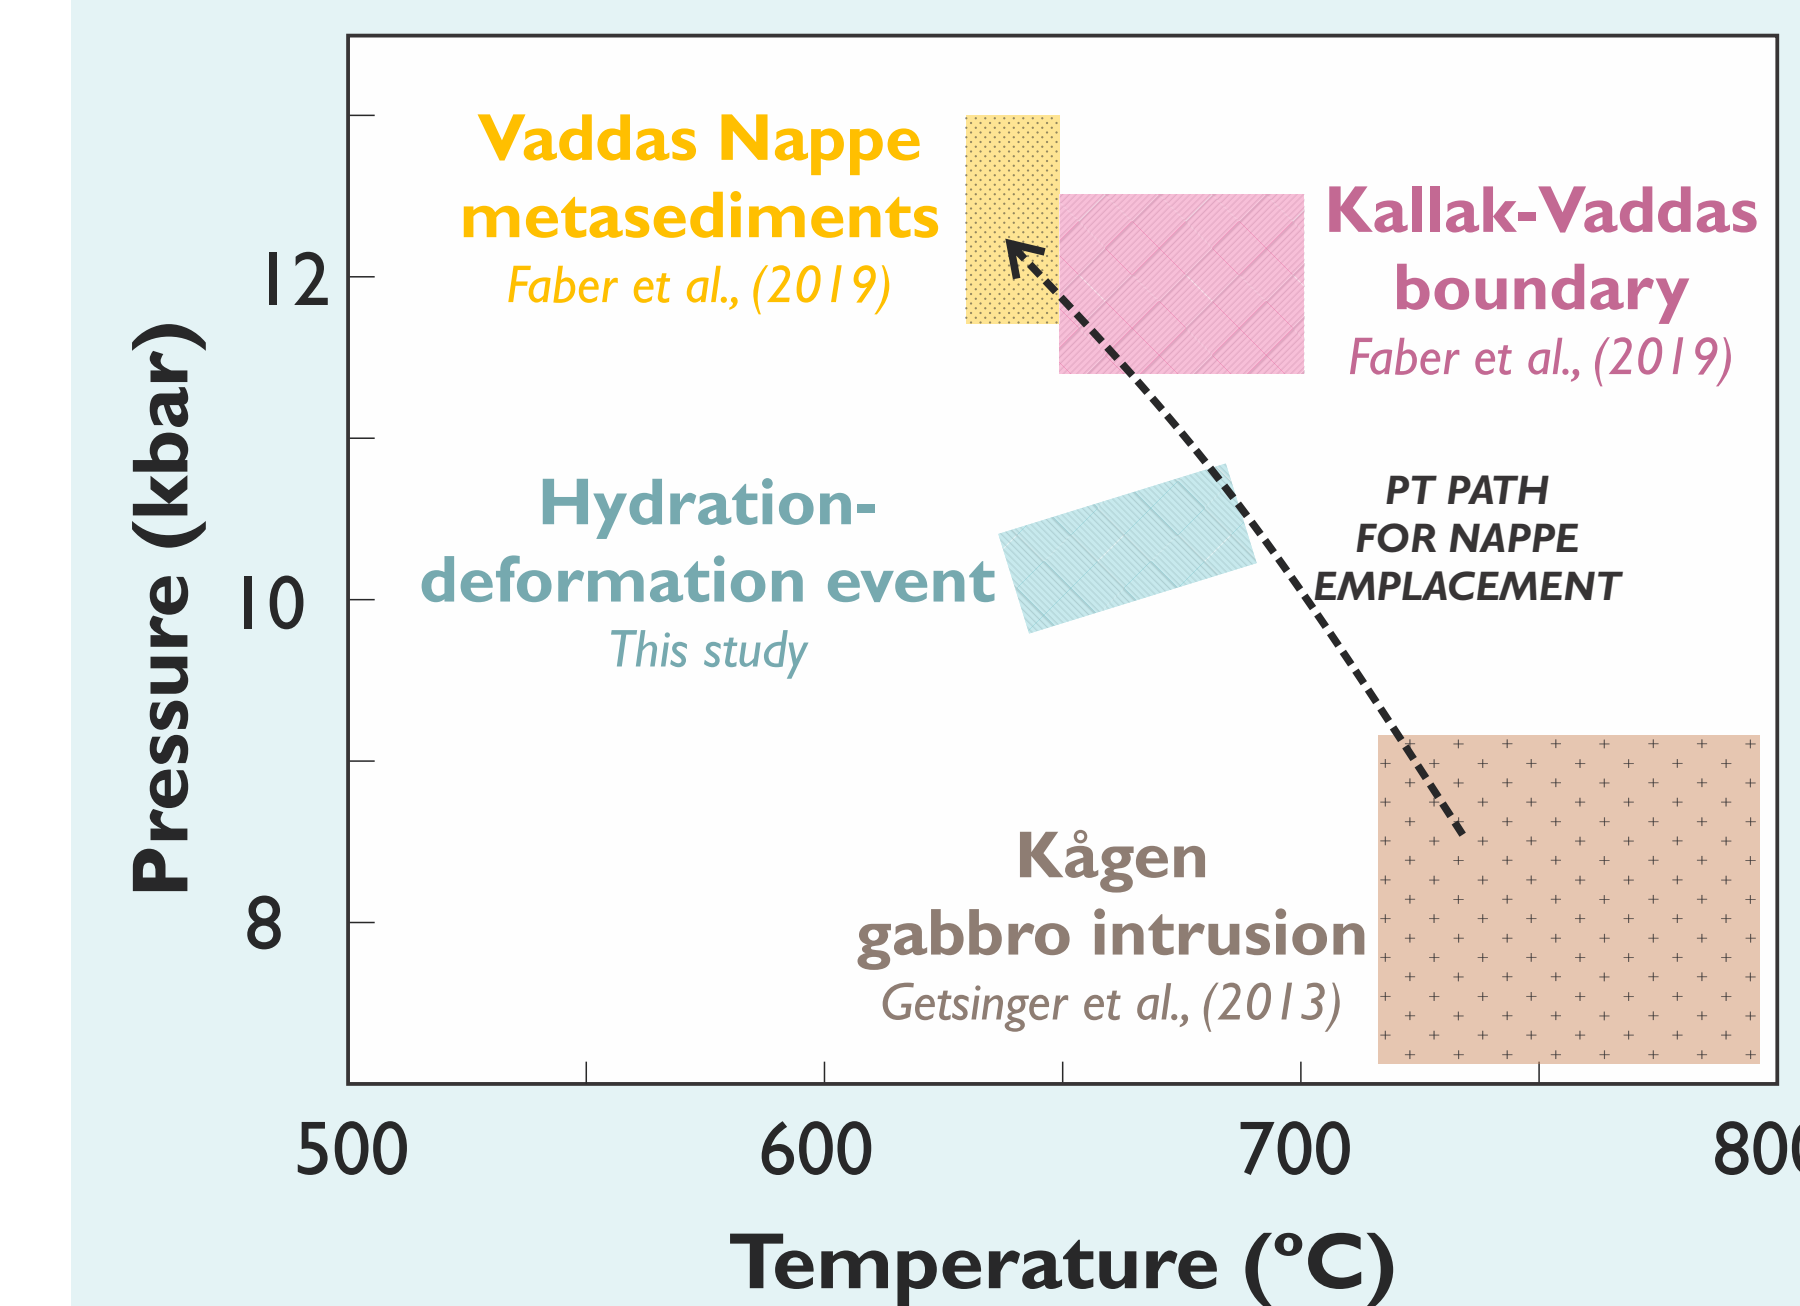 Vaddas Nappe
metasediments
Faber et al., (2019)
Kallak-Vaddas
boundary
Faber et al., (2019)
Hydration-
deformation event
This study
PT PATH
FOR NAPPE
EMPLACEMENT
Kågen
gabbro intrusion
Getsinger et al., (2013)
Pressure (kbar)
12
10
8
500
600
700
800
Temperature (ºC)